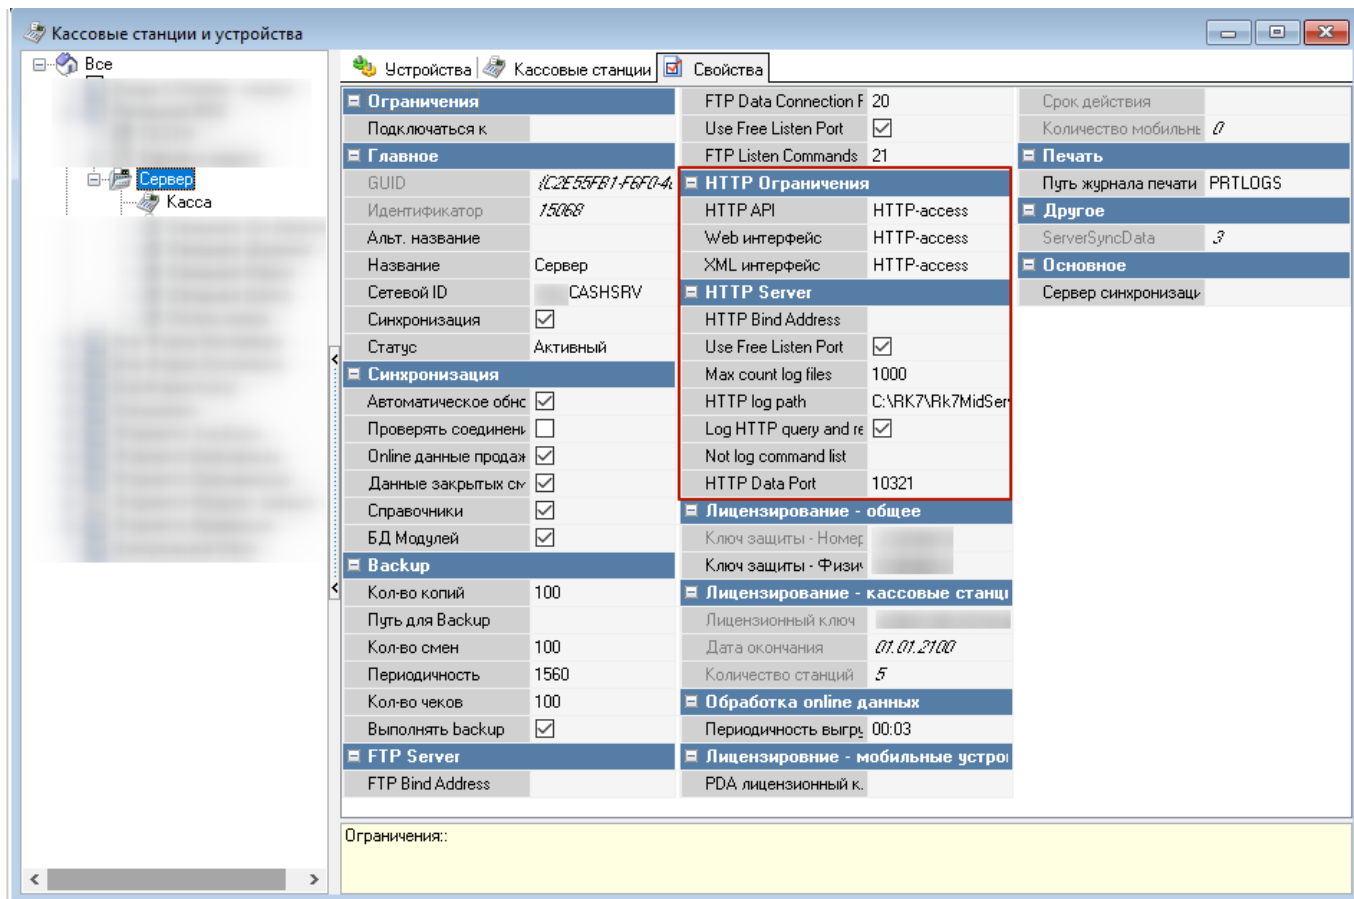 Кассовые станции и устройства
Все
Сервер
Касса
Устройства Кассовые станции Свойства
Ограничения
Подключаться к
Главное
GUID {C2E55FB1-F6F0-4
Идентификатор 15068
Альт. название
Название Сервер
Сетевой ID CASHSRV
Синхронизация
Статус Активный
Синхронизация
Автоматическое обно
Проверять соединени
Online данные продаж
Данные закрытых см
Справочники
БД Модулей
Backup
Кол-во копий 100
Путь для Backup
Кол-во смен 100
Периодичность 1560
Кол-во чеков 100
Выполнять backup
FTP Server
FTP Bind Address
FTP Data Connection F 20
Use Free Listen Port
FTP Listen Commands 21
HTTP Ограничения
HTTP API HTTP-access
Web интерфейс HTTP-access
XML интерфейс HTTP-access
HTTP Server
HTTP Bind Address
Use Free Listen Port
Max count log files 1000
HTTP log path C:\RK7\Rk7MidSer
Log HTTP query and re
Not log command list
HTTP Data Port 10321
Лицензирование - общее
Ключ защиты - Номер
Ключ защиты - Физич
Лицензирование - кассовые станци
Лицензионный ключ
Дата окончания 01.01.2100
Количество станций 5
Обработка online данных
Периодичность выгру 00:03
Лицензировние - мобильные устрой
PDA лицензионный к.
Срок действия
Количество мобильнь 0
Печать
Путь журнала печати PRTLOGS
Другое
ServerSyncData 3
Основное
Сервер синхронизаци
Ограничения::